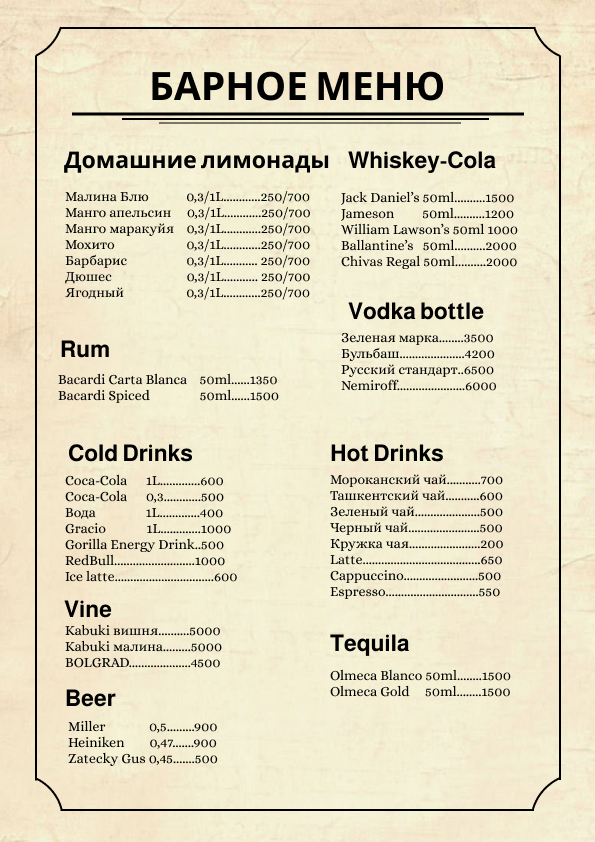 БАРНОЕ МЕНЮ
Домашние лимонады
Малина Блю 0,3/1L............250/700
Манго апельсин 0,3/1L............250/700
Манго маракуйя 0,3/1L............250/700
Мохито 0,3/1L............250/700
Барбарис 0,3/1L........... 250/700
Дюшес 0,3/1L........... 250/700
Ягодный 0,3/1L............250/700
Whiskey-Cola
Jack Daniel’s 50ml..........1500
Jameson 50ml..........1200
William Lawson’s 50ml 1000
Ballantine’s 50ml..........2000
Chivas Regal 50ml..........2000
Vodka bottle
Зеленая марка........3500
Бульбаш.....................4200
Русский стандарт..6500
Nemiroff......................6000
Rum
Bacardi Carta Blanca 50ml......1350
Bacardi Spiced 50ml......1500
Cold Drinks
Coca-Cola 1L.............600
Coca-Cola 0,3............500
Вода 1L.............400
Gracio 1L.............1000
Gorilla Energy Drink..500
RedBull..........................1000
Ice latte................................600
Hot Drinks
Мороканский чай...........700
Ташкентский чай...........600
Зеленый чай.....................500
Черный чай.......................500
Кружка чая.......................200
Latte......................................650
Cappuccino........................500
Espresso..............................550
Vine
Kabuki вишня..........5000
Kabuki малина.........5000
BOLGRAD....................4500
Tequila
Olmeca Blanco 50ml........1500
Olmeca Gold 50ml........1500
Beer
Miller 0,5.........900
Heiniken 0,47.......900
Zatecky Gus 0,45.......500